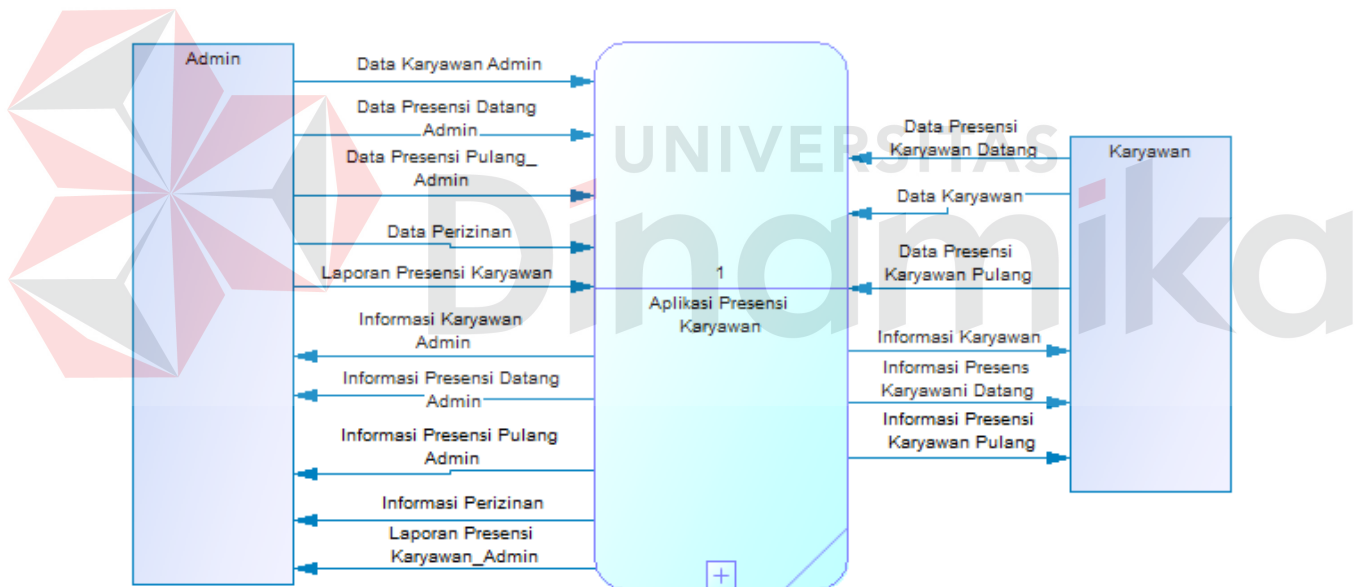 Admin
Data Karyawan Admin
Data Presensi Datang
Admin
Data Presensi Pulang_
Admin
Data Perizinan
Laporan Presensi Karyawan
Informasi Karyawan
Admin
Informasi Presensi Datang
Admin
Informasi Presensi Pulang
Admin
Informasi Perizinan
Laporan Presensi
Karyawan_Admin
1
Aplikasi Presensi
Karyawan
UNIVERSITAS
Dinamika
Data Presensi
Karyawan Datang
Data Karyawan
Data Presensi
Karyawan Pulang
Informasi Karyawan
Informasi Presens
Karyawani Datang
Informasi Presensi
Karyawan Pulang
Karyawan